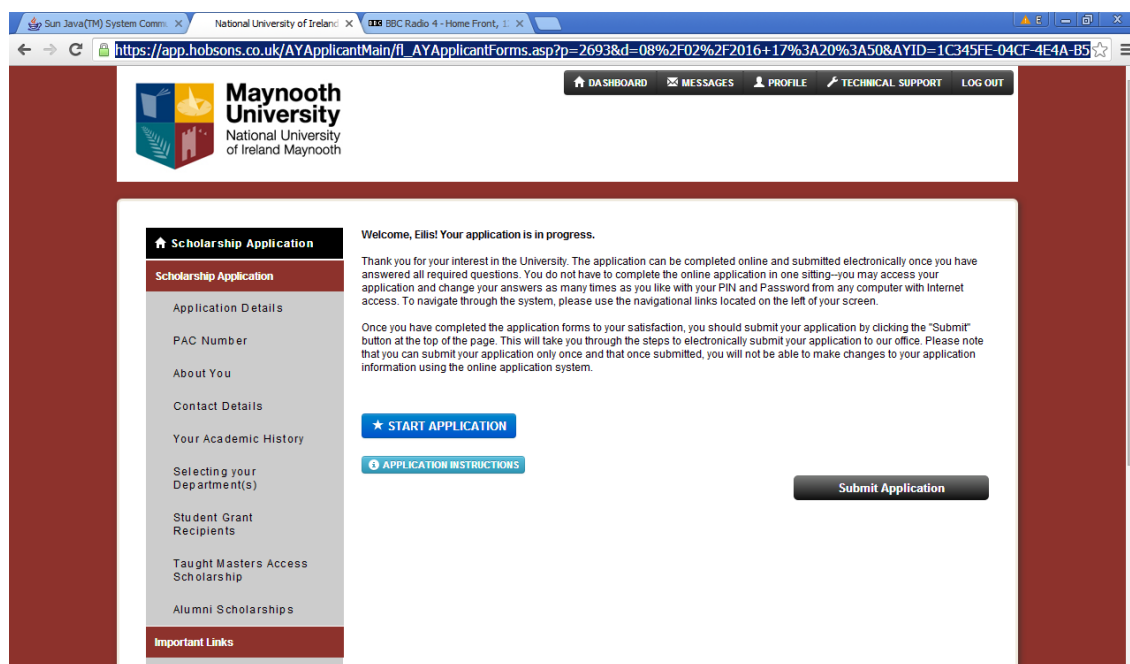 Sun Java(TM) System Commu
National University of Ireland
BBC Radio 4 - Home Front, 1
E
https://app.hobsons.co.uk/AYApplicantMain/fl_AYApplicantForms.asp?p=2693&d=08%2F02%2F2016+17%3A20%3A50&AYID=1C345FE-04CF-4E4A-B5
DASHBOARD MESSAGES PROFILE TECHNICAL SUPPORT LOG OUT
Maynooth
University
National University
of Ireland Maynooth
Scholarship Application
Scholarship Application
Application Details
PAC Number
About You
Contact Details
Your Academic History
Selecting your
Department(s)
Student Grant
Recipients
Taught Masters Access
Scholarship
Alumni Scholarships
Important Links
Welcome, Eilis! Your application is in progress.
Thank you for your interest in the University. The application can be completed online and submitted electronically once you have
answered all required questions. You do not have to complete the online application in one sitting--you may access your
application and change your answers as many times as you like with your PIN and Password from any computer with Internet
access. To navigate through the system, please use the navigational links located on the left of your screen.
Once you have completed the application forms to your satisfaction, you should submit your application by clicking the "Submit"
button at the top of the page. This will take you through the steps to electronically submit your application to our office. Please note
that you can submit your application only once and that once submitted, you will not be able to make changes to your application
information using the online application system.
START APPLICATION
APPLICATION INSTRUCTIONS
Submit Application